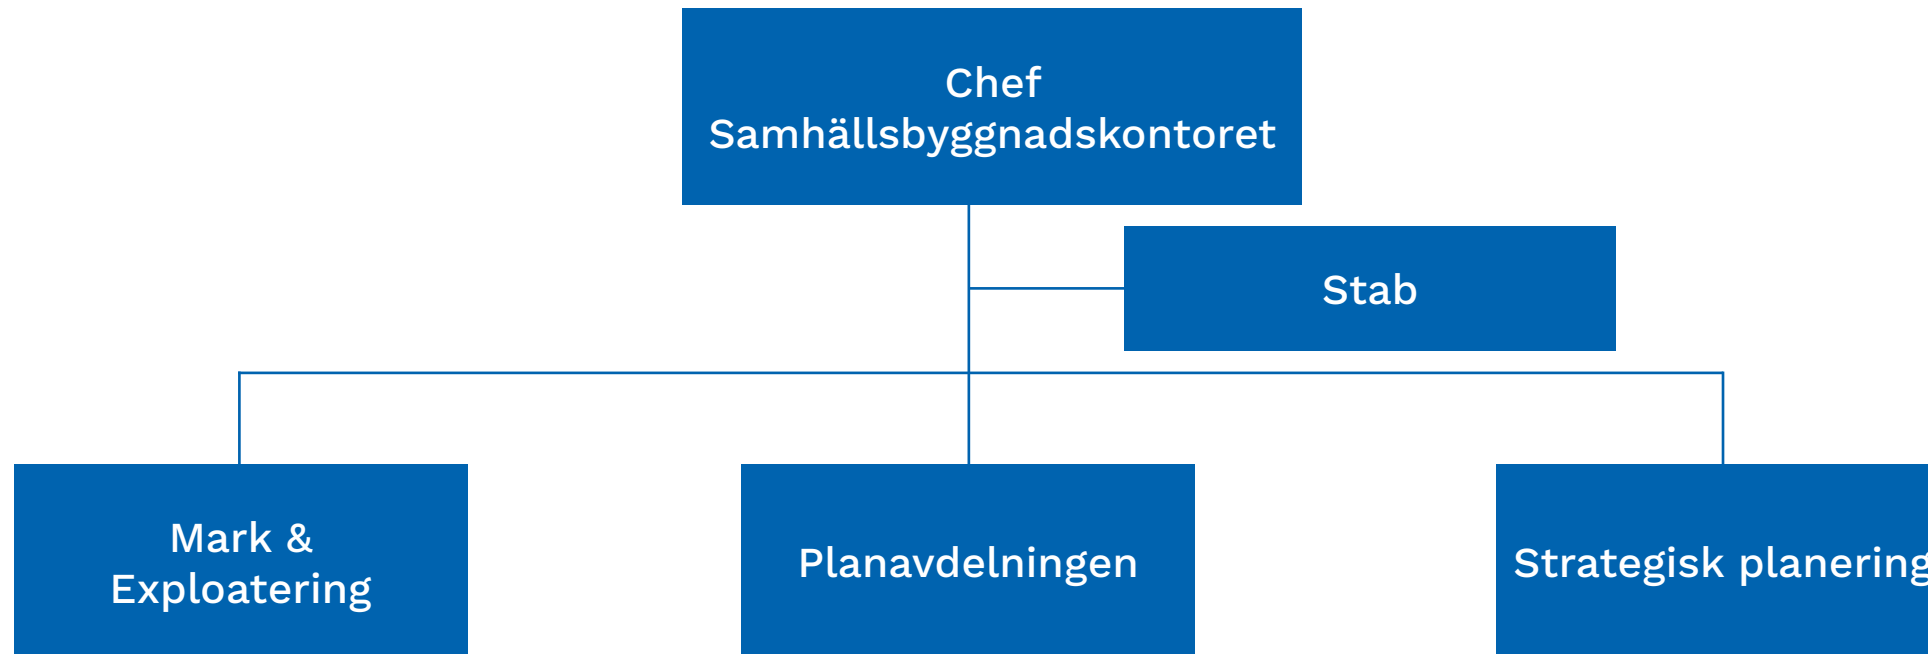 Chef
Samhällsbyggnadskontoret
Stab
Mark &
Exploatering
Planavdelningen
Strategisk planering